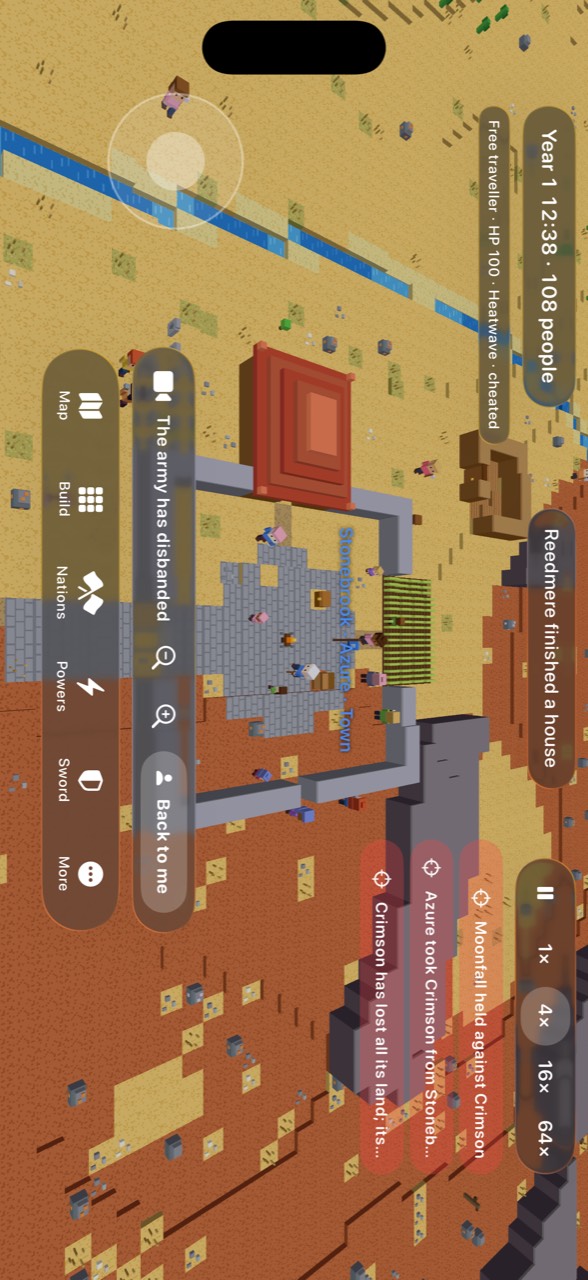 Year 1 12:38 · 108 people
Free traveller · HP 100 · Heatwave · cheated
Reedmere finished a house
1× 4× 16× 64×
Moonfall held against Crimson
Azure took Crimson from Stoneb...
Crimson has lost all its land; its...
Stonebrook · Azure · Town
The army has disbanded
Back to me
Map Build Nations Powers Sword More